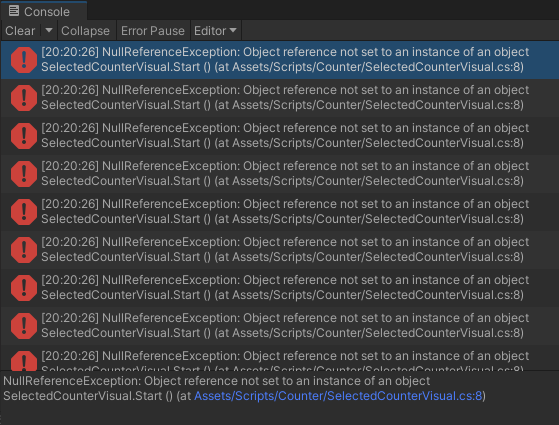 Console
Clear Collapse Error Pause Editor
[20:20:26] NullReferenceException: Object reference not set to an instance of an object
SelectedCounterVisual.Start () (at Assets/Scripts/Counter/SelectedCounterVisual.cs:8)
[20:20:26] NullReferenceException: Object reference not set to an instance of an object
SelectedCounterVisual.Start () (at Assets/Scripts/Counter/SelectedCounterVisual.cs:8)
[20:20:26] NullReferenceException: Object reference not set to an instance of an object
SelectedCounterVisual.Start () (at Assets/Scripts/Counter/SelectedCounterVisual.cs:8)
[20:20:26] NullReferenceException: Object reference not set to an instance of an object
SelectedCounterVisual.Start () (at Assets/Scripts/Counter/SelectedCounterVisual.cs:8)
[20:20:26] NullReferenceException: Object reference not set to an instance of an object
SelectedCounterVisual.Start () (at Assets/Scripts/Counter/SelectedCounterVisual.cs:8)
[20:20:26] NullReferenceException: Object reference not set to an instance of an object
SelectedCounterVisual.Start () (at Assets/Scripts/Counter/SelectedCounterVisual.cs:8)
[20:20:26] NullReferenceException: Object reference not set to an instance of an object
SelectedCounterVisual.Start () (at Assets/Scripts/Counter/SelectedCounterVisual.cs:8)
[20:20:26] NullReferenceException: Object reference not set to an instance of an object
SelectedCounterVisual.Start () (at Assets/Scripts/Counter/SelectedCounterVisual.cs:8)
[20:20:26] NullReferenceException: Object reference not set to an instance of an object
SelectedCounterVisual.Start () (at Assets/Scripts/Counter/SelectedCounterVisual.cs:8)
NullReferenceException: Object reference not set to an instance of an object
SelectedCounterVisual.Start () (at Assets/Scripts/Counter/SelectedCounterVisual.cs:8)